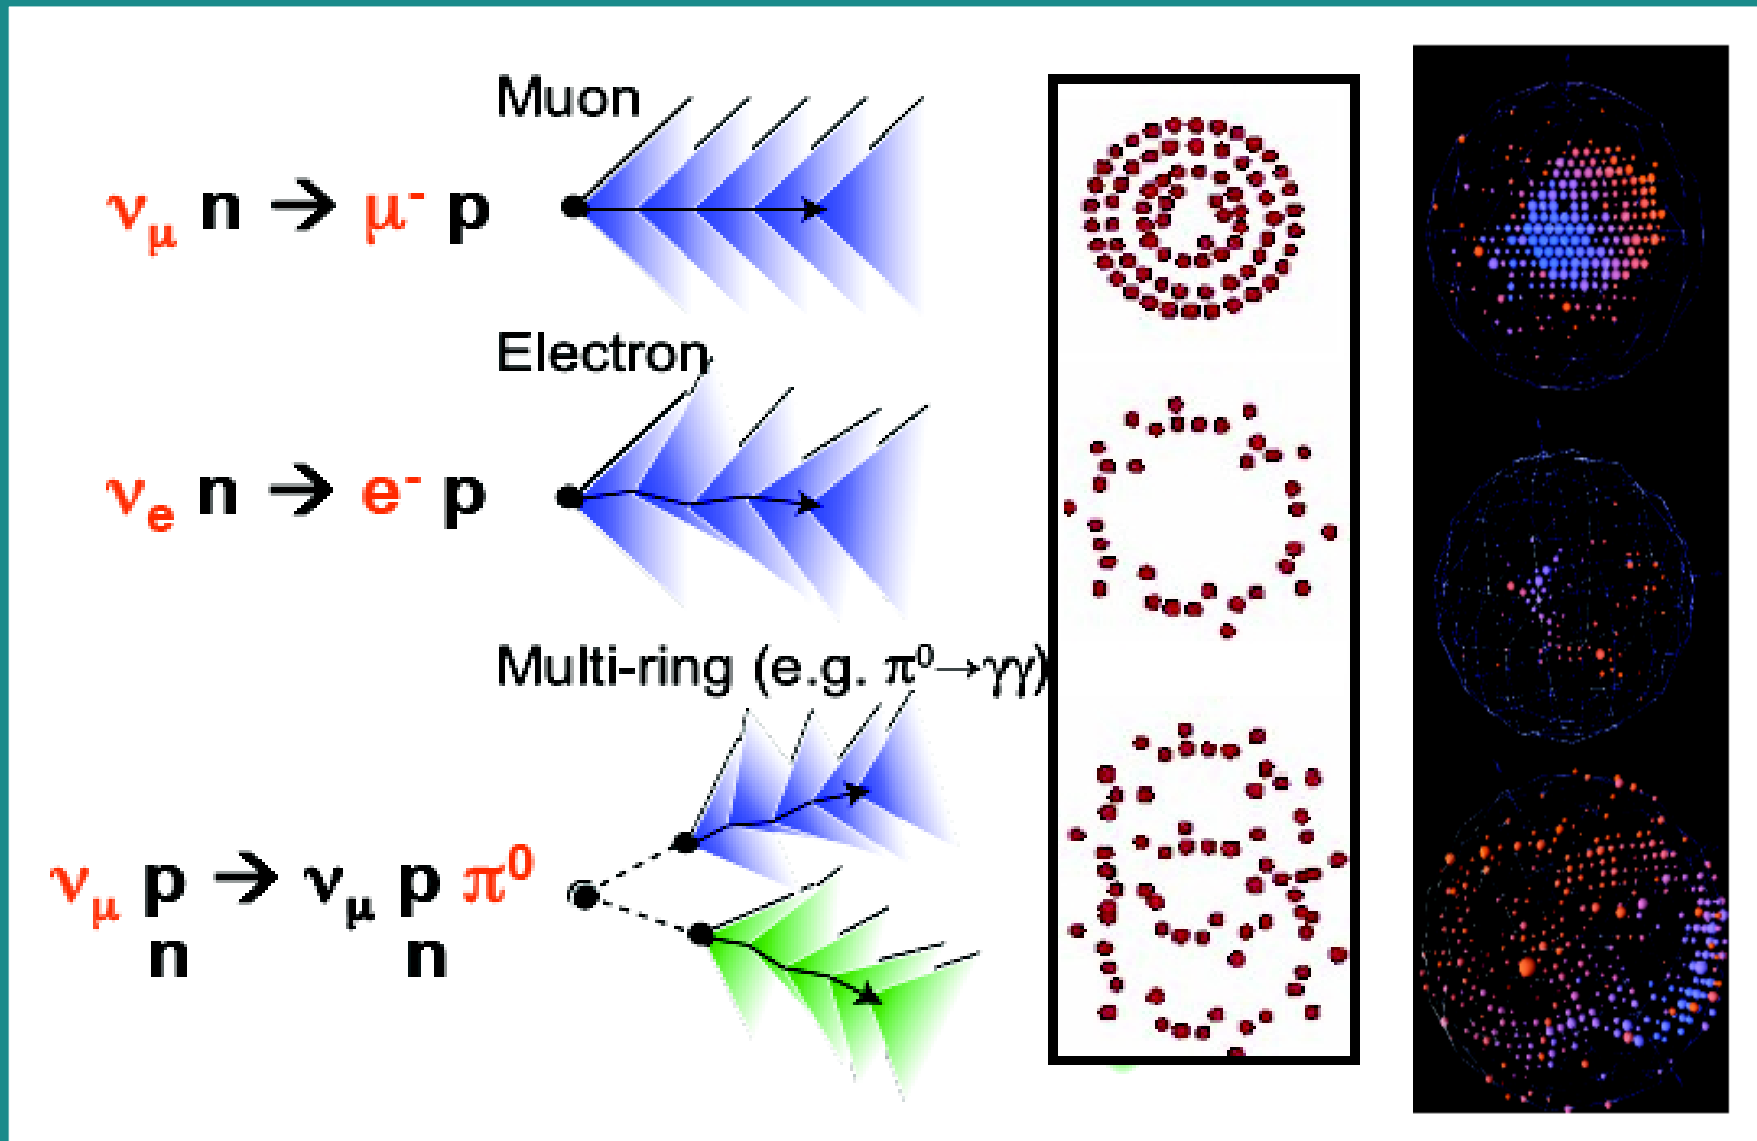 Muon
νμ n → μ- p
Electron
νe n → e- p
Multi-ring (e.g. π⁰→γγ)
νμ p → νμ p π⁰
n n